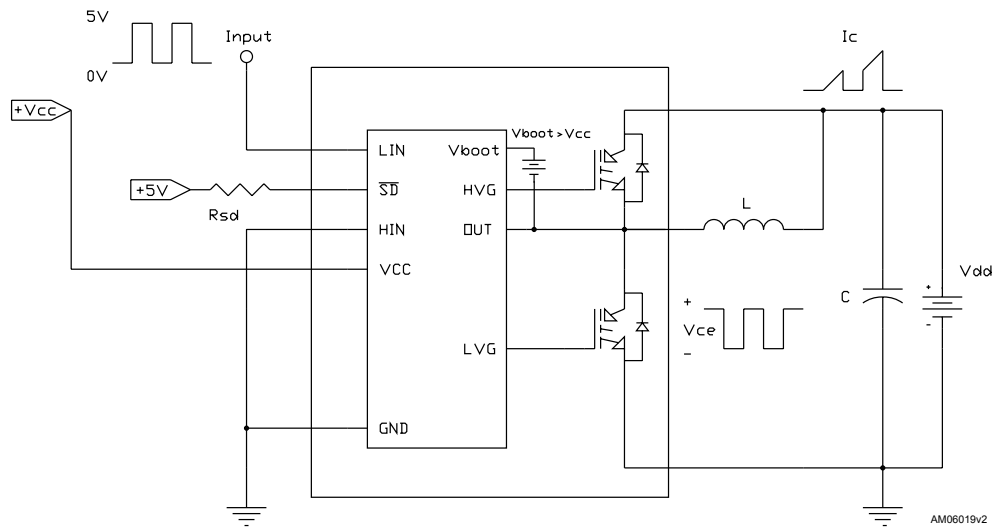 5V
0V
Input
Ic
+Vcc
Vboot>Vcc
LIN
Vboot
+5V
Rsd
SD
HVG
L
HIN
OUT
VCC
Vdd
C
+
-
+
Vce
-
LVG
GND
AM06019v2